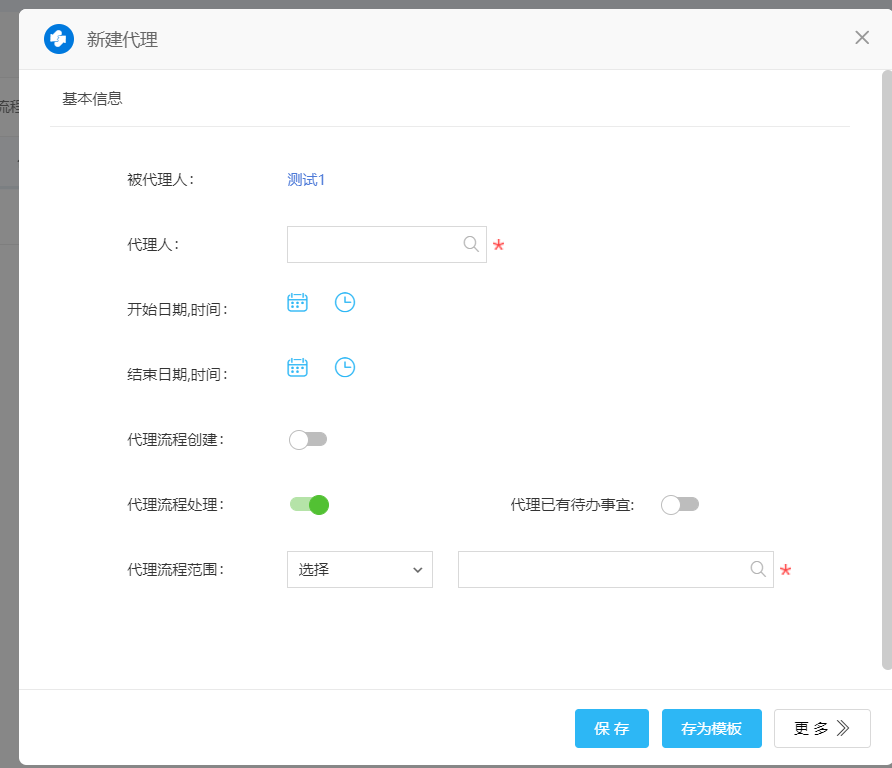 新建代理
流程
基本信息
被代理人：
测试1
代理人：
*
开始日期,时间：
结束日期,时间：
代理流程创建：
代理流程处理：
代理已有待办事宜:
代理流程范围：
选择
*
保 存
存为模板
更 多